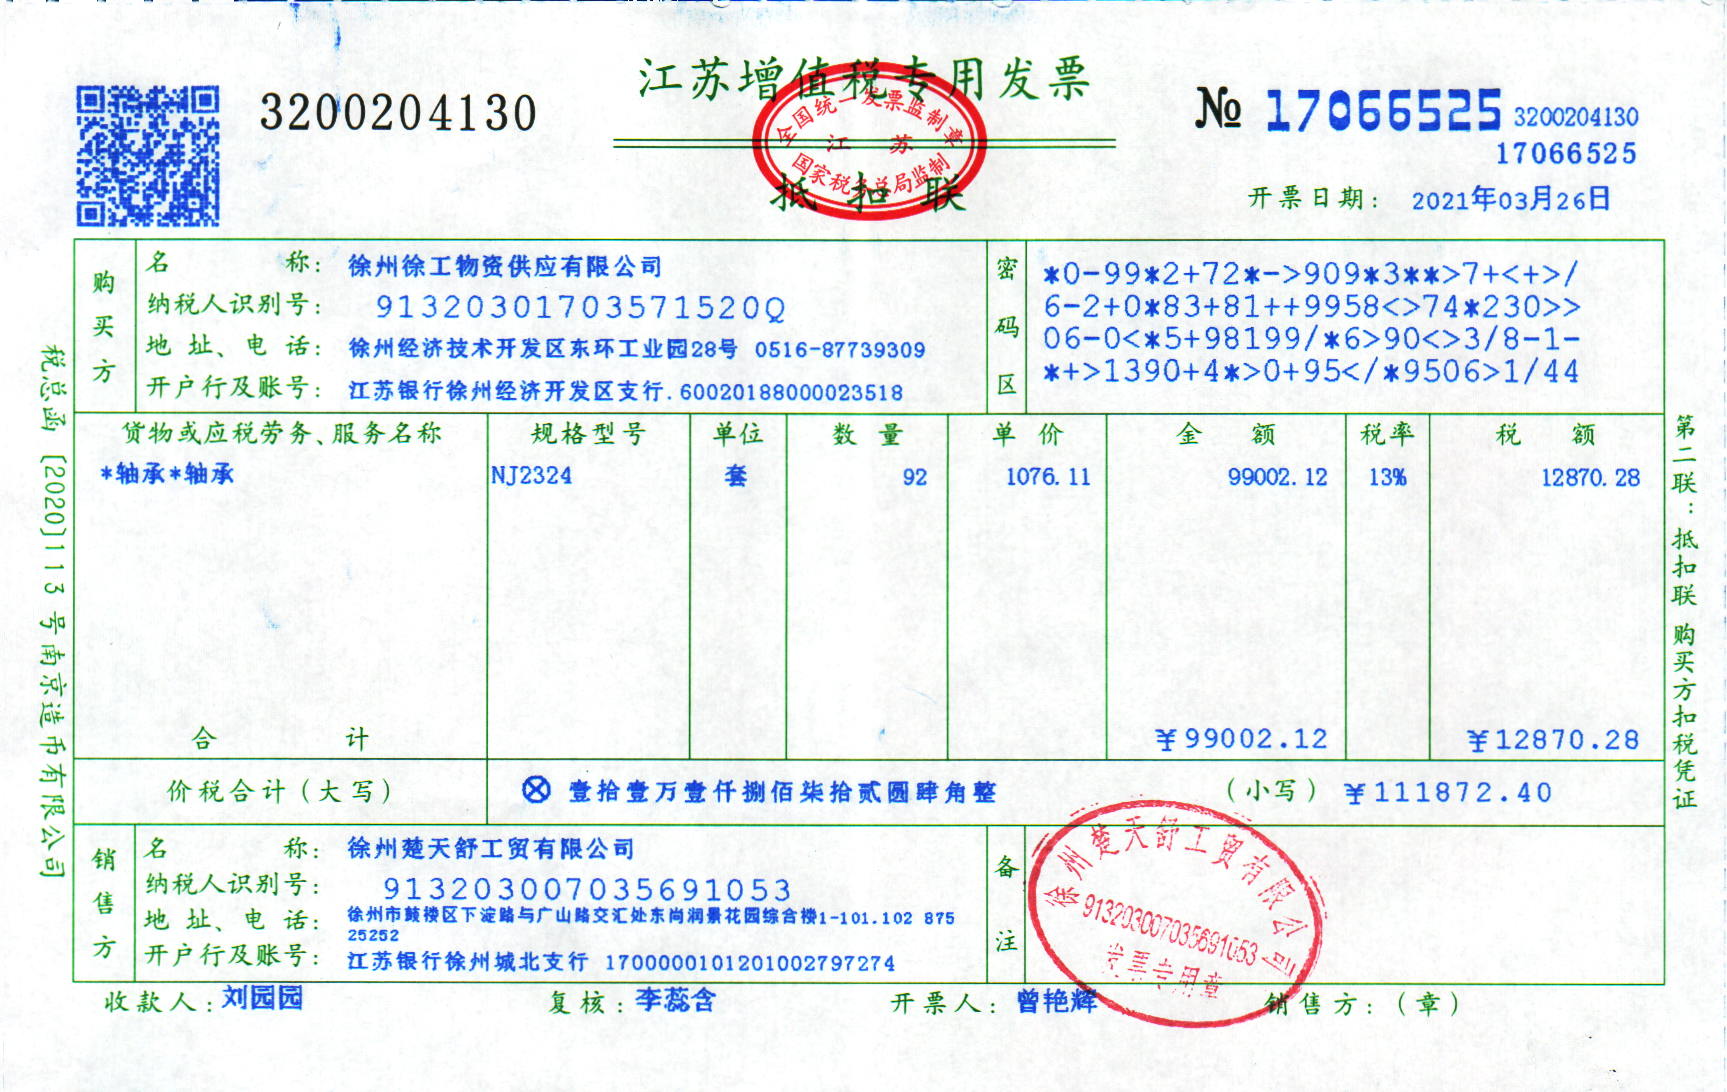 江苏增值税专用发票
3200204130
№ 17066525 3200204130
17066525
全国统一发票监制章
江苏
国家税务总局监制
抵扣联
开票日期： 2021年03月26日
购买方
名称： 徐州徐工物资供应有限公司
纳税人识别号： 91320301703571520Q
地址、电话： 徐州经济技术开发区东环工业园28号 0516-87739309
开户行及账号： 江苏银行徐州经济开发区支行.60020188000023518
密码区
*0-99*2+72*->909*3**>7+<+>/
6-2+0*83+81++9958<>74*230>>
06-0<*5+98199/*6>90<>3/8-1-
*+>1390+4*>0+95</*9506>1/44
货物或应税劳务、服务名称 规格型号 单位 数量 单价 金额 税率 税额
*轴承*轴承 NJ2324 套 92 1076.11 99002.12 13% 12870.28
合计 ¥99002.12 ¥12870.28
价税合计（大写） ⊗ 壹拾壹万壹仟捌佰柒拾贰圆肆角整 （小写） ¥111872.40
销售方
名称： 徐州楚天舒工贸有限公司
纳税人识别号： 913203007035691053
地址、电话： 徐州市鼓楼区下淀路与广山路交汇处东尚润景花园综合楼1-101.102 875
25252
开户行及账号： 江苏银行徐州城北支行 1700000101201002797274
备注
徐州楚天舒工贸有限公司
913203007035691053
发票专用章
收款人：刘园园 复核：李蕊含 开票人：曾艳辉 销售方：（章）
税总函〔2020〕113号南京造币有限公司
第二联：抵扣联 购买方扣税凭证